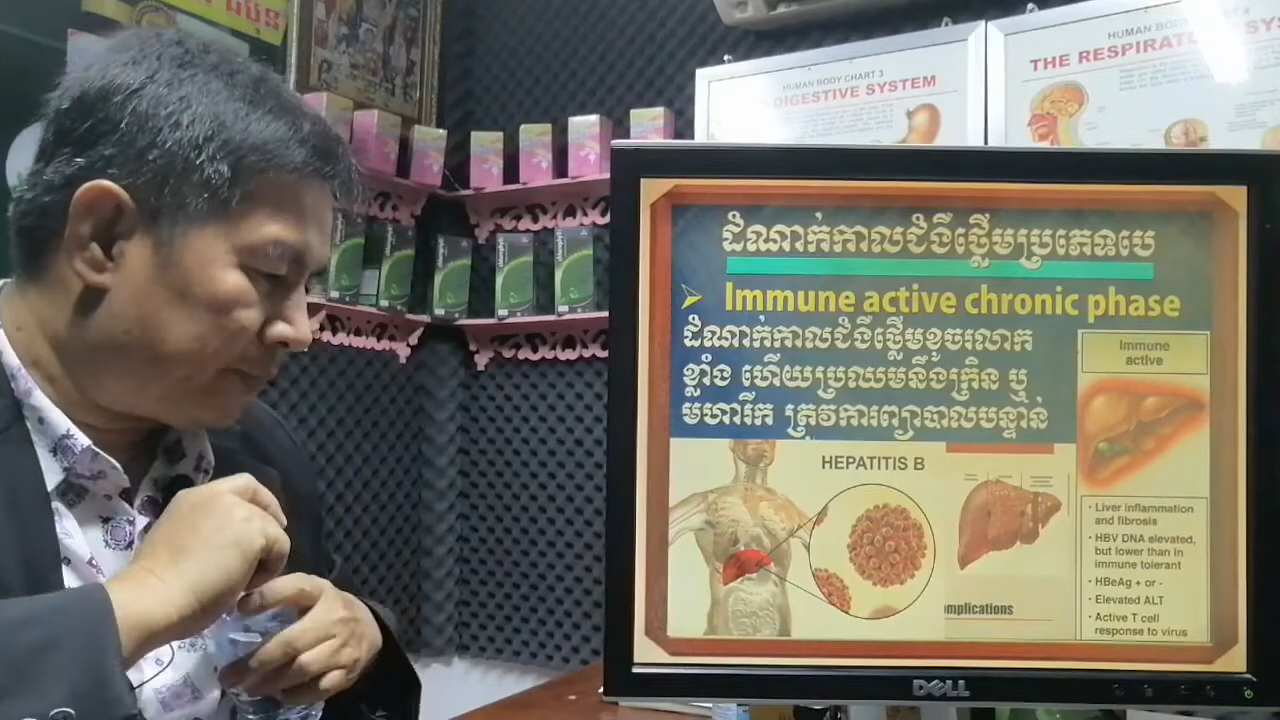 ជប៉ុន
HUMAN BODY CHART 3
DIGESTIVE SYSTEM
HUMAN BODY
THE RESPIRATORY
ដំណាក់កាលជំងឺថ្លើមប្រភេទបេ
Immune active chronic phase
ដំណាក់កាលជំងឺថ្លើមខូចរលាក
ខ្លាំង ហើយប្រឈមនឹងក្រិន ឬ
មហារីក ត្រូវការព្យាបាលបន្ទាន់
Immune
active
HEPATITIS B
omplications
• Liver inflammation
and fibrosis
• HBV DNA elevated,
but lower than in
immune tolerant
• HBeAg + or -
• Elevated ALT
• Active T cell
response to virus
DELL